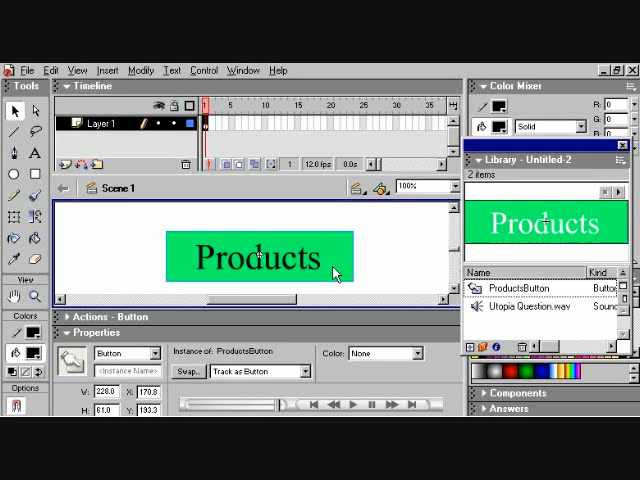 File Edit View Insert Modify Text Control Window Help
Tools
Timeline
Color Mixer
1 5 10 15 20 25 30 35
R: 0
G: 0
B: 0
Layer 1
Solid
Library - Untitled-2
2 items
1 12.0 fps 0.0s
Scene 1
100%
Products
Products
Name Kind
ProductsButton Button
Utopia Question.wav Sound
View
Colors
Options
Actions - Button
Properties
Button
<Instance Name>
Instance of: ProductsButton
Swap...
Track as Button
Color: None
W: 228.0 X: 170.8
H: 61.0 Y: 193.3
Components
Answers